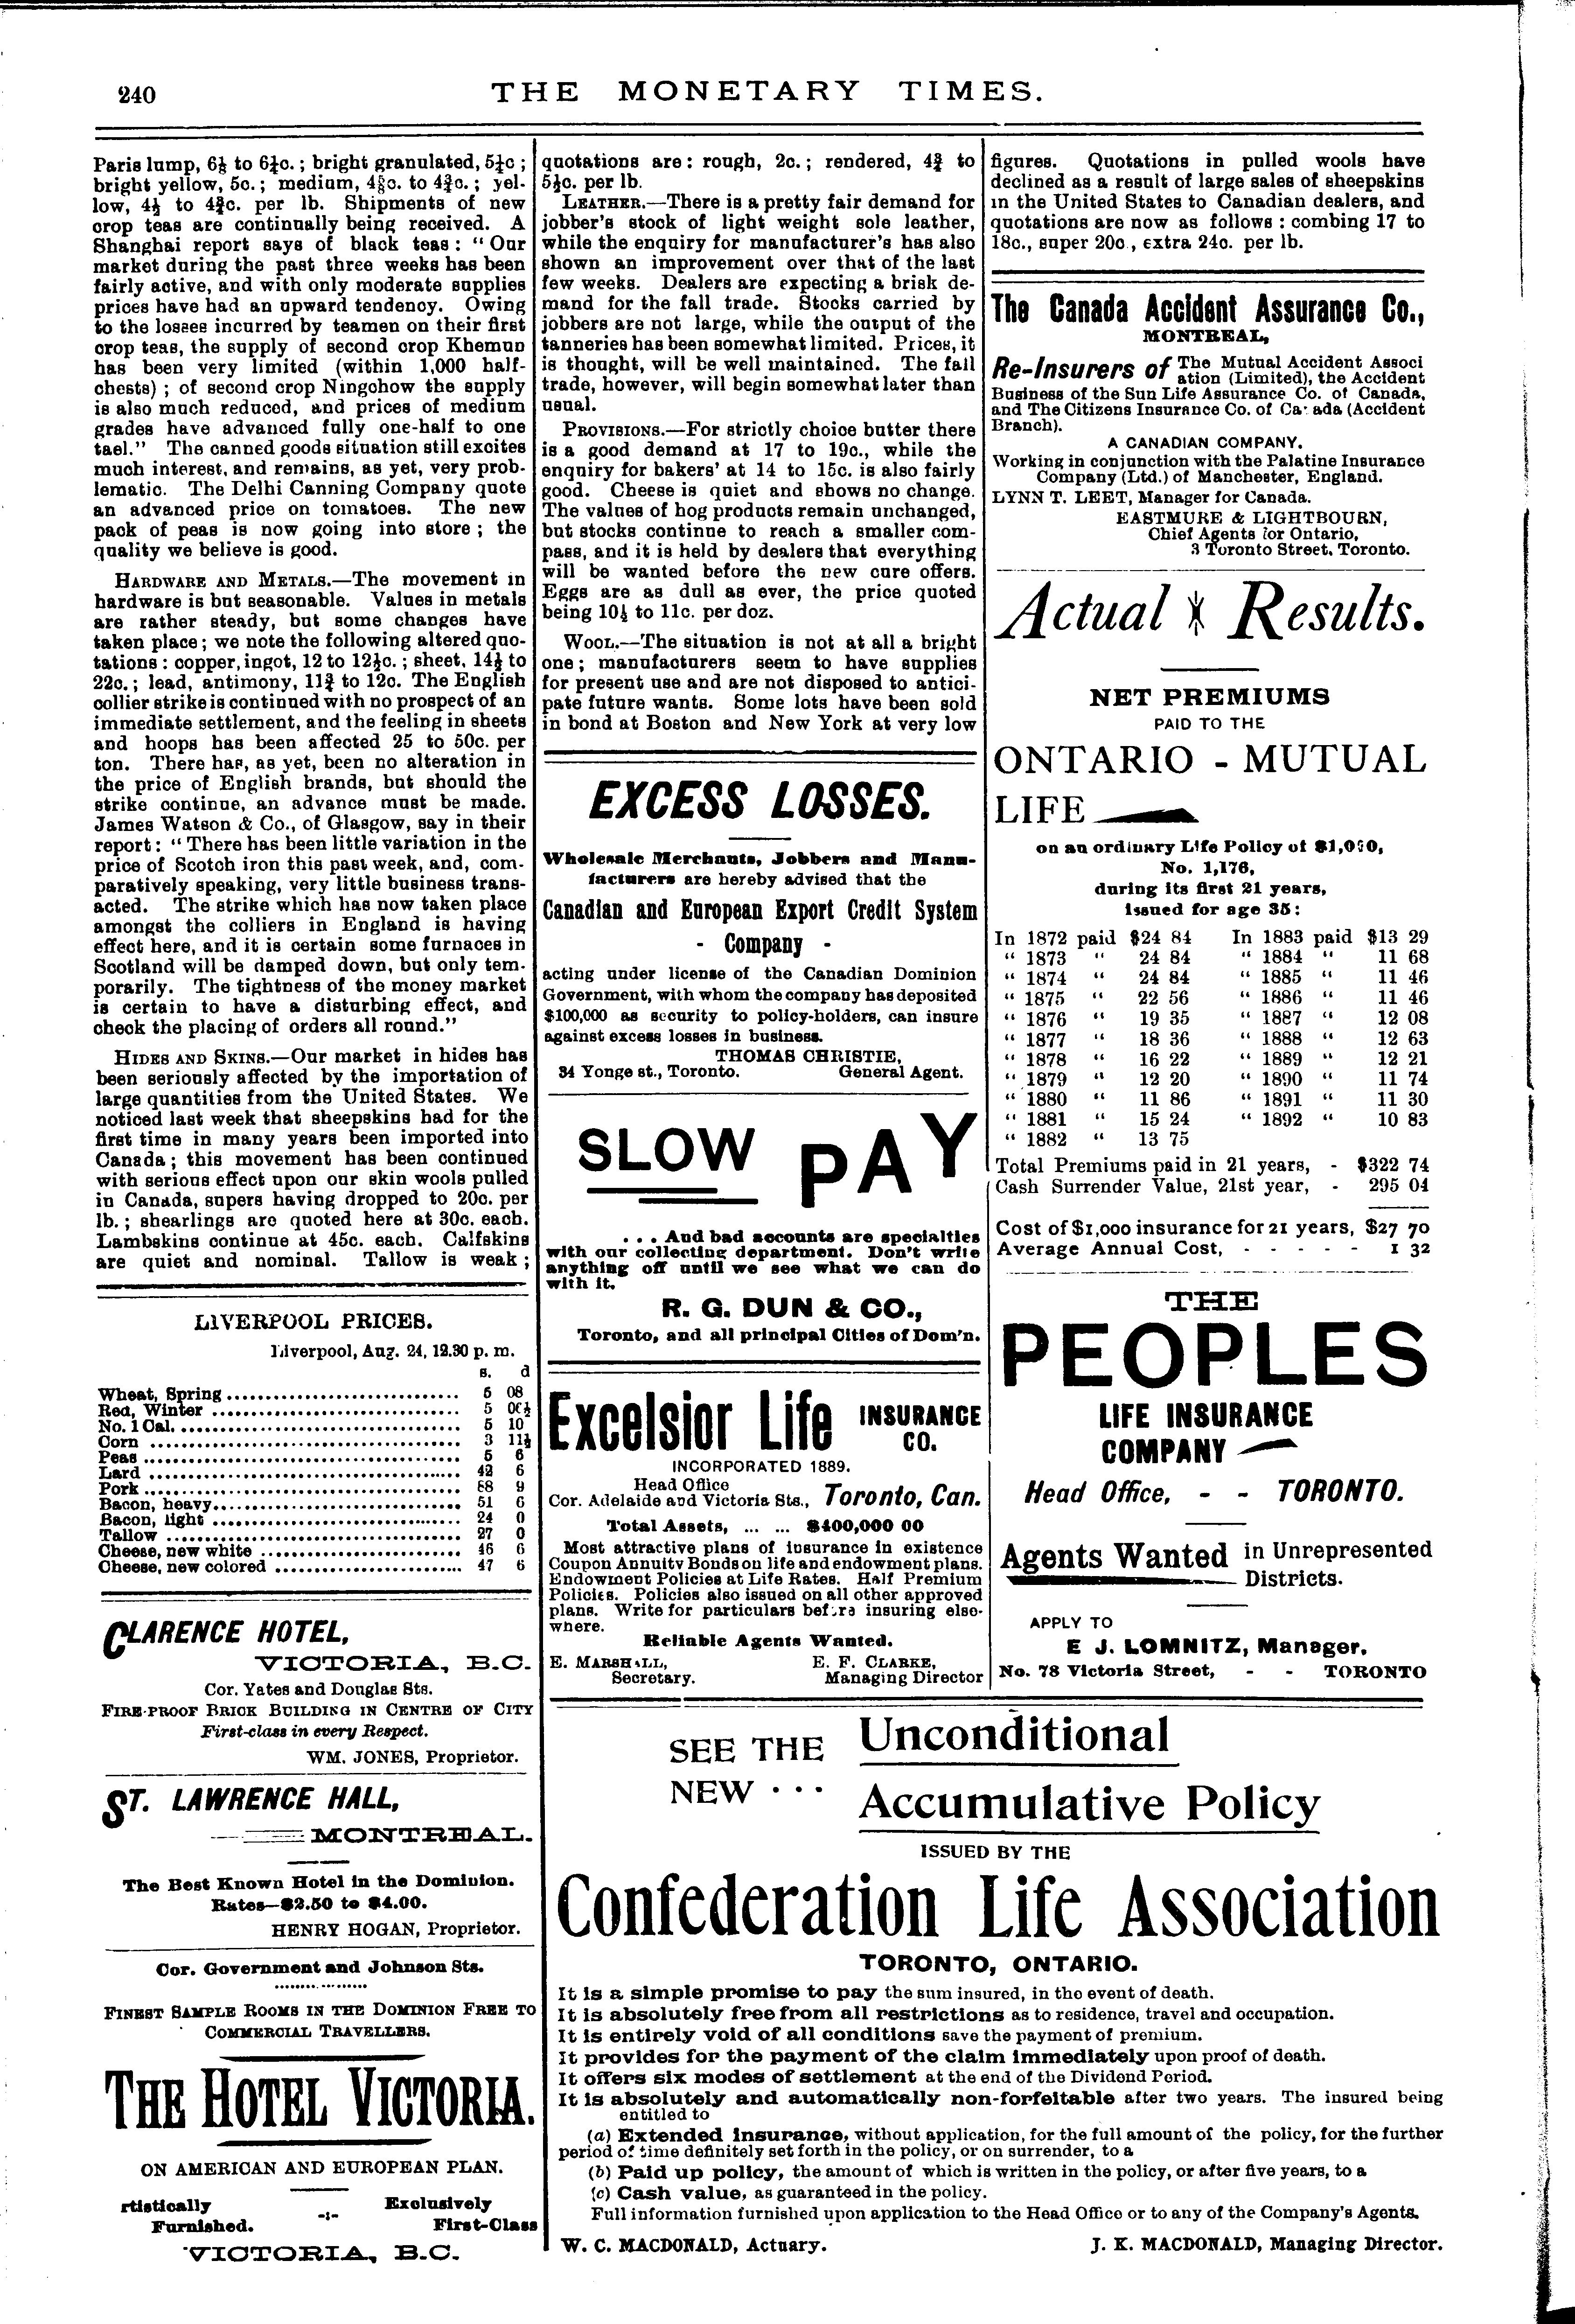 240
THE MONETARY TIMES.
Paris lump, 6⅛ to 6¼c.; bright granulated, 5¼c;
bright yellow, 5c.; medium, 4⅝c. to 4¾c.; yel-
low, 4½ to 4¾c. per lb. Shipments of new
crop teas are continually being received. A
Shanghai report says of black teas: "Our
market during the past three weeks has been
fairly active, and with only moderate supplies
prices have had an upward tendency. Owing
to the losses incurred by teamen on their first
crop teas, the supply of second crop Khemun
has been very limited (within 1,000 half-
chests); of second crop Ningohow the supply
is also much reduced, and prices of medium
grades have advanced fully one-half to one
tael." The canned goods situation still excites
much interest, and remains, as yet, very prob-
lematic. The Delhi Canning Company quote
an advanced price on tomatoes. The new
pack of peas is now going into store; the
quality we believe is good.
HARDWARE AND METALS.—The movement in
hardware is but seasonable. Values in metals
are rather steady, but some changes have
taken place; we note the following altered quo-
tations: copper, ingot, 12 to 12½c.; sheet, 14½ to
22c.; lead, antimony, 11¾ to 12c. The English
collier strike is continued with no prospect of an
immediate settlement, and the feeling in sheets
and hoops has been affected 25 to 50c. per
ton. There has, as yet, been no alteration in
the price of English brands, but should the
strike continue, an advance must be made.
James Watson & Co., of Glasgow, say in their
report: "There has been little variation in the
price of Scotch iron this past week, and, com-
paratively speaking, very little business trans-
acted. The strike which has now taken place
amongst the colliers in England is having
effect here, and it is certain some furnaces in
Scotland will be damped down, but only tem-
porarily. The tightness of the money market
is certain to have a disturbing effect, and
check the placing of orders all round."
HIDES AND SKINS.—Our market in hides has
been seriously affected by the importation of
large quantities from the United States. We
noticed last week that sheepskins had for the
first time in many years been imported into
Canada; this movement has been continued
with serious effect upon our skin wools pulled
in Canada, supers having dropped to 20c. per
lb.; shearlings are quoted here at 30c. each.
Lambskins continue at 45c. each. Calfskins
are quiet and nominal. Tallow is weak;
LIVERPOOL PRICES.
Liverpool, Aug. 24, 12.30 p. m.
s. d
Wheat, Spring 5 08
Red, Winter 5 0½
No. 1 Cal. 5 10
Corn 3 11½
Peas 5 6
Lard 42 6
Pork 88 9
Bacon, heavy 51 6
Bacon, light 24 0
Tallow 27 0
Cheese, new white 46 6
Cheese, new colored 47 6
CLARENCE HOTEL,
VICTORIA, B.C.
Cor. Yates and Douglas Sts.
FIRE-PROOF BRICK BUILDING IN CENTRE OF CITY
First-class in every Respect.
WM. JONES, Proprietor.
ST. LAWRENCE HALL,
MONTREAL.
The Best Known Hotel in the Dominion.
Rates—$2.50 to $4.00.
HENRY HOGAN, Proprietor.
Cor. Government and Johnson Sts.
FINEST SAMPLE ROOMS IN THE DOMINION FREE TO
COMMERCIAL TRAVELLERS.
THE HOTEL VICTORIA.
ON AMERICAN AND EUROPEAN PLAN.
rtistically Exclusively
Furnished. -:- First-Class
VICTORIA, B.C.
quotations are: rough, 2c.; rendered, 4¾ to
5½c. per lb.
LEATHER.—There is a pretty fair demand for
jobber's stock of light weight sole leather,
while the enquiry for manufacturer's has also
shown an improvement over that of the last
few weeks. Dealers are expecting a brisk de-
mand for the fall trade. Stocks carried by
jobbers are not large, while the output of the
tanneries has been somewhat limited. Prices, it
is thought, will be well maintained. The fall
trade, however, will begin somewhat later than
usual.
PROVISIONS.—For strictly choice butter there
is a good demand at 17 to 19c., while the
enquiry for bakers' at 14 to 15c. is also fairly
good. Cheese is quiet and shows no change.
The values of hog products remain unchanged,
but stocks continue to reach a smaller com-
pass, and it is held by dealers that everything
will be wanted before the new cure offers.
Eggs are as dull as ever, the price quoted
being 10½ to 11c. per doz.
WOOL.—The situation is not at all a bright
one; manufacturers seem to have supplies
for present use and are not disposed to antici-
pate future wants. Some lots have been sold
in bond at Boston and New York at very low
EXCESS LOSSES.
Wholesale Merchants, Jobbers and Manu-
facturers are hereby advised that the
Canadian and European Export Credit System
- Company -
acting under license of the Canadian Dominion
Government, with whom the company has deposited
$100,000 as security to policy-holders, can insure
against excess losses in business.
THOMAS CHRISTIE,
34 Yonge st., Toronto. General Agent.
SLOW PAY
... And bad accounts are specialties
with our collecting department. Don't write
anything off until we see what we can do
with it.
R. G. DUN & CO.,
Toronto, and all principal Cities of Dom'n.
Excelsior Life INSURANCE
CO.
INCORPORATED 1889.
Head Office
Cor. Adelaide and Victoria Sts., Toronto, Can.
Total Assets, ... ... $400,000 00
Most attractive plans of insurance in existence
Coupon Annuity Bonds on life and endowment plans.
Endowment Policies at Life Rates. Half Premium
Policies. Policies also issued on all other approved
plans. Write for particulars before insuring else-
where.
Reliable Agents Wanted.
E. MARSHALL, E. F. CLARKE,
Secretary. Managing Director
figures. Quotations in pulled wools have
declined as a result of large sales of sheepskins
in the United States to Canadian dealers, and
quotations are now as follows: combing 17 to
18c., super 20c., extra 24c. per lb.
The Canada Accident Assurance Co.,
MONTREAL,
Re-Insurers of The Mutual Accident Associ
ation (Limited), the Accident
Business of the Sun Life Assurance Co. of Canada,
and The Citizens Insurance Co. of Ca ada (Accident
Branch).
A CANADIAN COMPANY.
Working in conjunction with the Palatine Insurance
Company (Ltd.) of Manchester, England.
LYNN T. LEET, Manager for Canada.
EASTMURE & LIGHTBOURN,
Chief Agents for Ontario,
3 Toronto Street, Toronto.
Actual Results.
NET PREMIUMS
PAID TO THE
ONTARIO - MUTUAL
LIFE
on an ordinary Life Policy of $1,000,
No. 1,176,
during its first 21 years,
issued for age 35:
In 1872 paid $24 84 In 1883 paid $13 29
" 1873 " 24 84 " 1884 " 11 68
" 1874 " 24 84 " 1885 " 11 46
" 1875 " 22 56 " 1886 " 11 46
" 1876 " 19 35 " 1887 " 12 08
" 1877 " 18 36 " 1888 " 12 63
" 1878 " 16 22 " 1889 " 12 21
" 1879 " 12 20 " 1890 " 11 74
" 1880 " 11 86 " 1891 " 11 30
" 1881 " 15 24 " 1892 " 10 83
" 1882 " 13 75
Total Premiums paid in 21 years, - $322 74
Cash Surrender Value, 21st year, - 295 04
Cost of $1,000 insurance for 21 years, $27 70
Average Annual Cost, - - - - - 1 32
THE
PEOPLES
LIFE INSURANCE
COMPANY
Head Office, - - TORONTO.
Agents Wanted in Unrepresented
Districts.
APPLY TO
E J. LOMNITZ, Manager,
No. 78 Victoria Street, - - TORONTO
SEE THE Unconditional
NEW ... Accumulative Policy
ISSUED BY THE
Confederation Life Association
TORONTO, ONTARIO.
It is a simple promise to pay the sum insured, in the event of death.
It is absolutely free from all restrictions as to residence, travel and occupation.
It is entirely void of all conditions save the payment of premium.
It provides for the payment of the claim immediately upon proof of death.
It offers six modes of settlement at the end of the Dividend Period.
It is absolutely and automatically non-forfeitable after two years. The insured being
entitled to
(a) Extended insurance, without application, for the full amount of the policy, for the further
period of time definitely set forth in the policy, or on surrender, to a
(b) Paid up policy, the amount of which is written in the policy, or after five years, to a
(c) Cash value, as guaranteed in the policy.
Full information furnished upon application to the Head Office or to any of the Company's Agents.
W. C. MACDONALD, Actuary. J. K. MACDONALD, Managing Director.